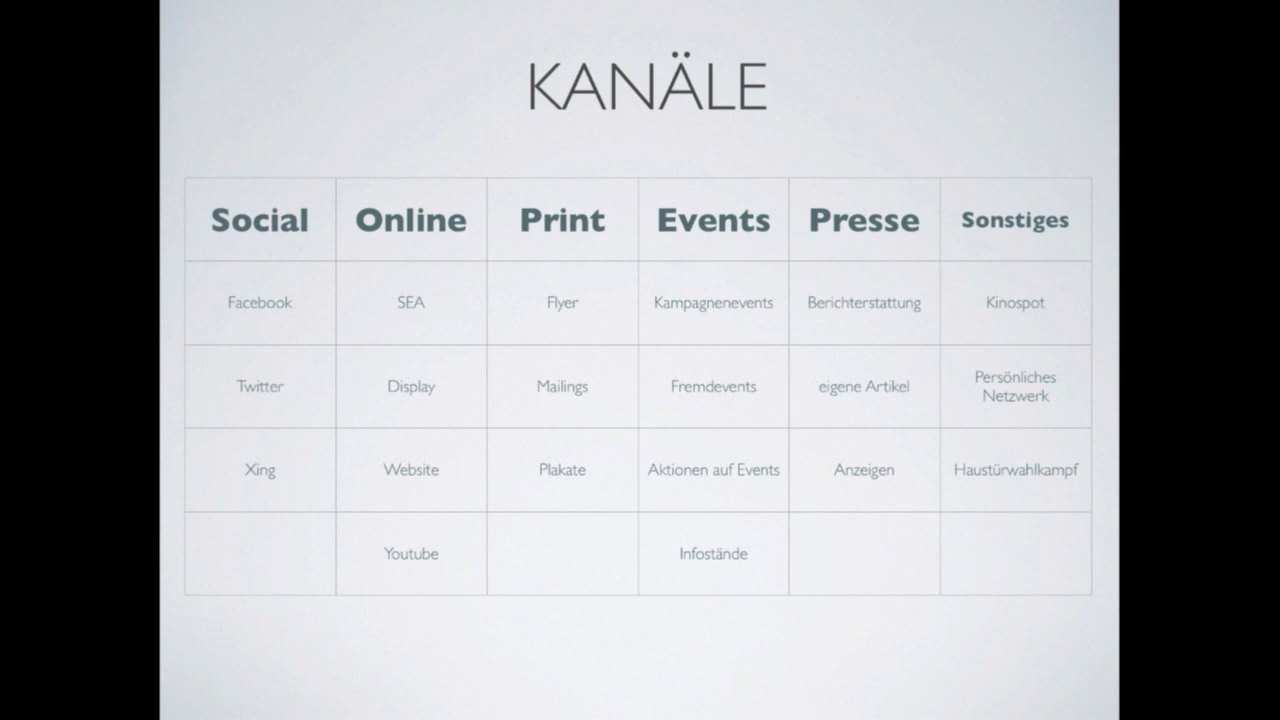 KANÄLE
Social Online Print Events Presse Sonstiges
Facebook SEA Flyer Kampagnenevents Berichterstattung Kinospot
Twitter Display Mailings Fremdevents eigene Artikel Persönliches
Netzwerk
Xing Website Plakate Aktionen auf Events Anzeigen Haustürwahlkampf
Youtube Infostände